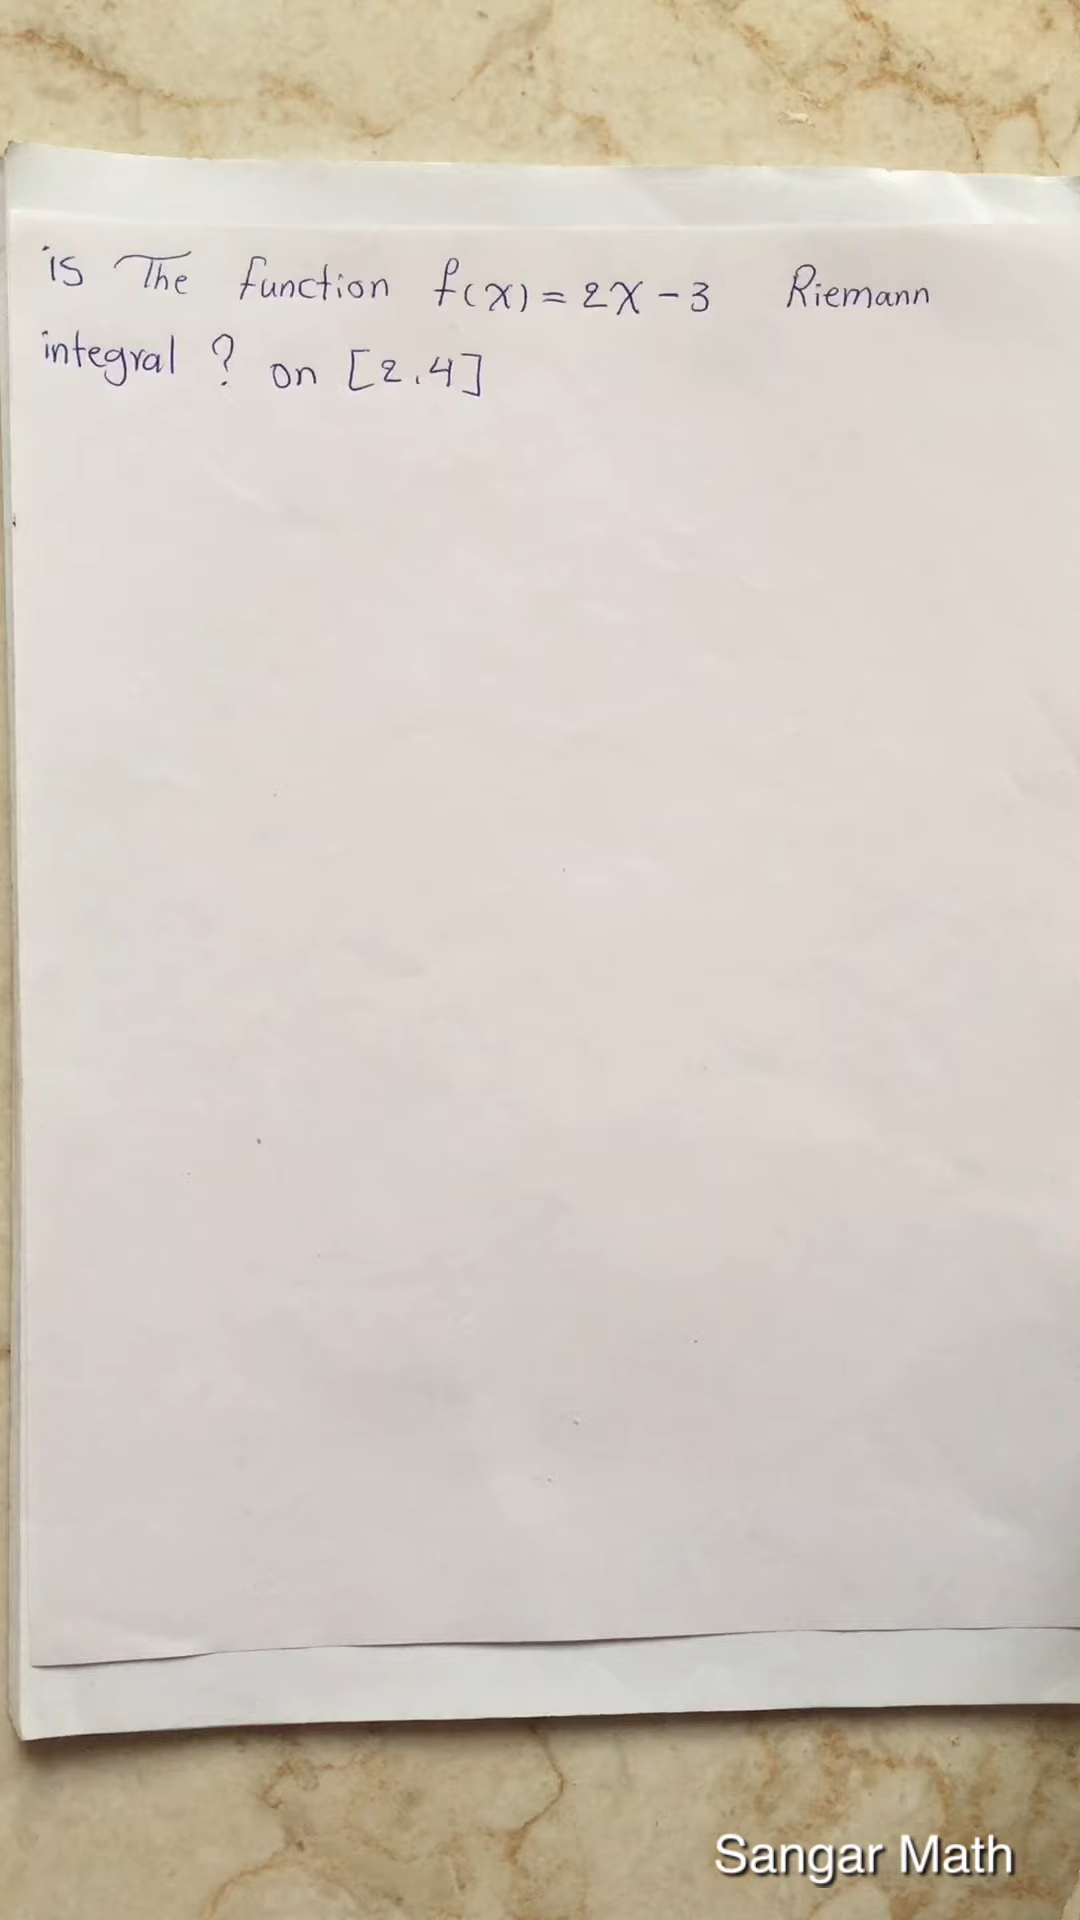 is The function f(x) = 2x - 3 Riemann
integral ? on [2.4]
Sangar Math